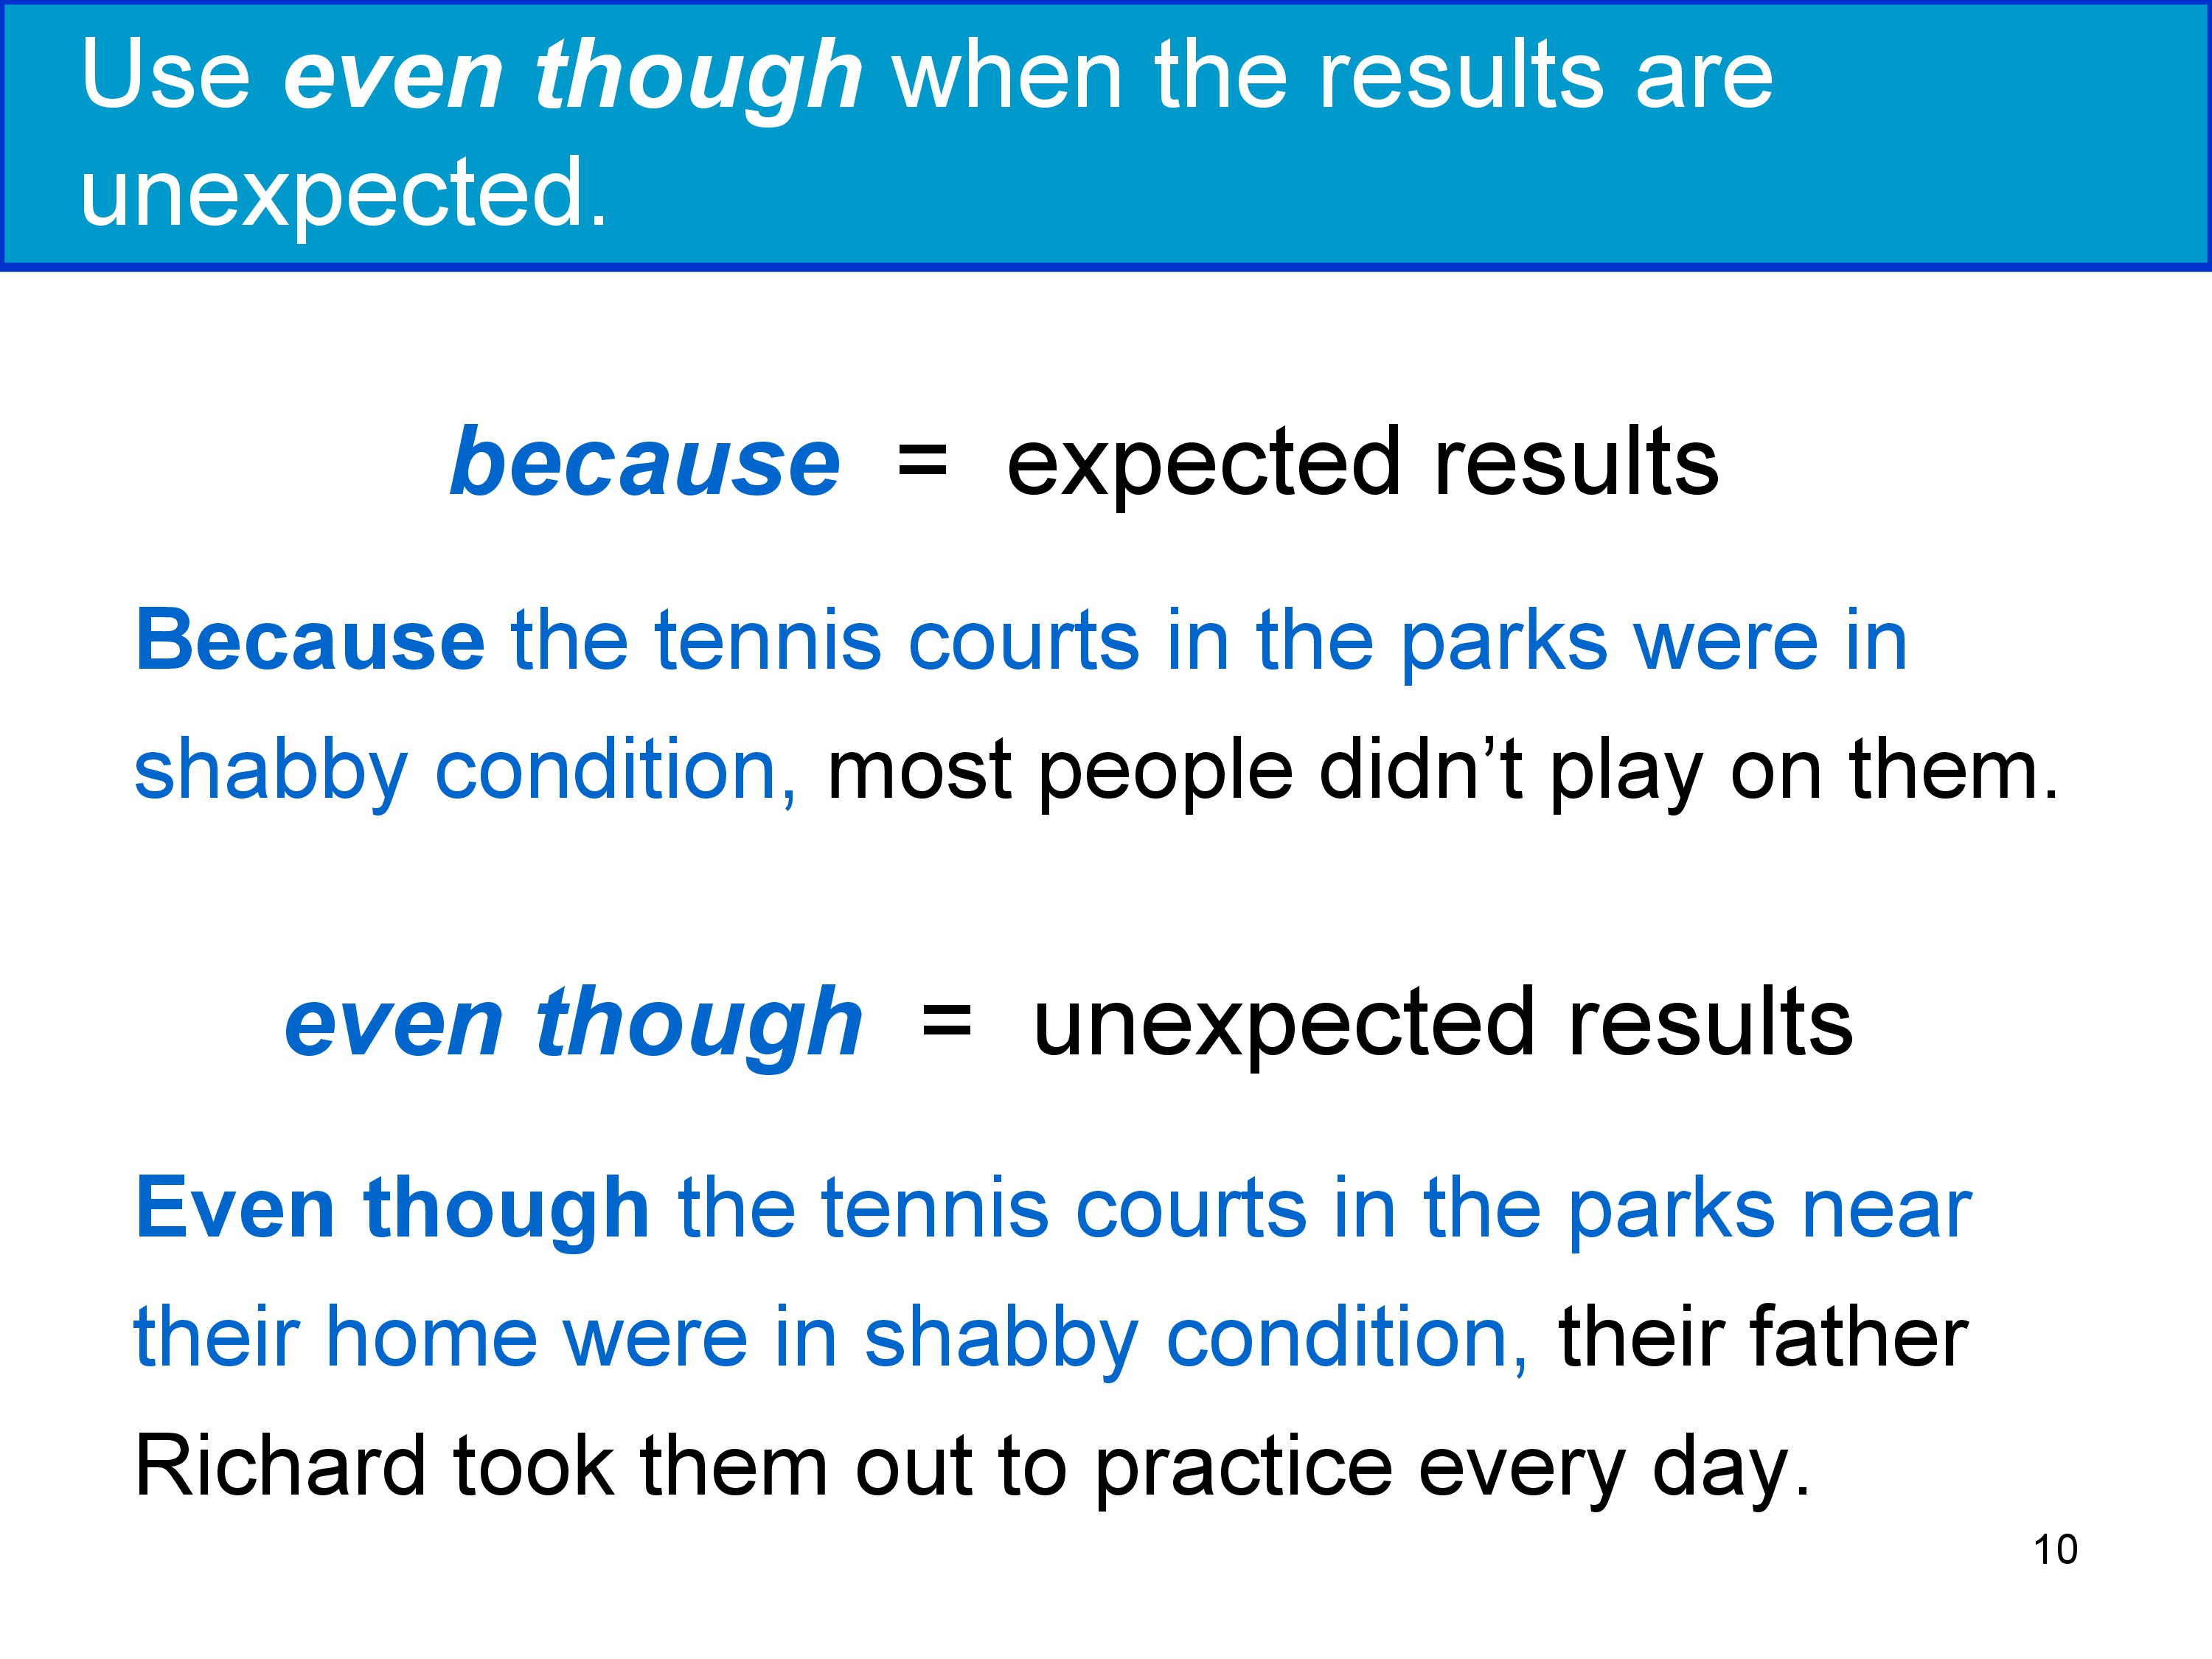 Use even though when the results are
unexpected.
because = expected results
Because the tennis courts in the parks were in
shabby condition, most people didn’t play on them.
even though = unexpected results
Even though the tennis courts in the parks near
their home were in shabby condition, their father
Richard took them out to practice every day.
10